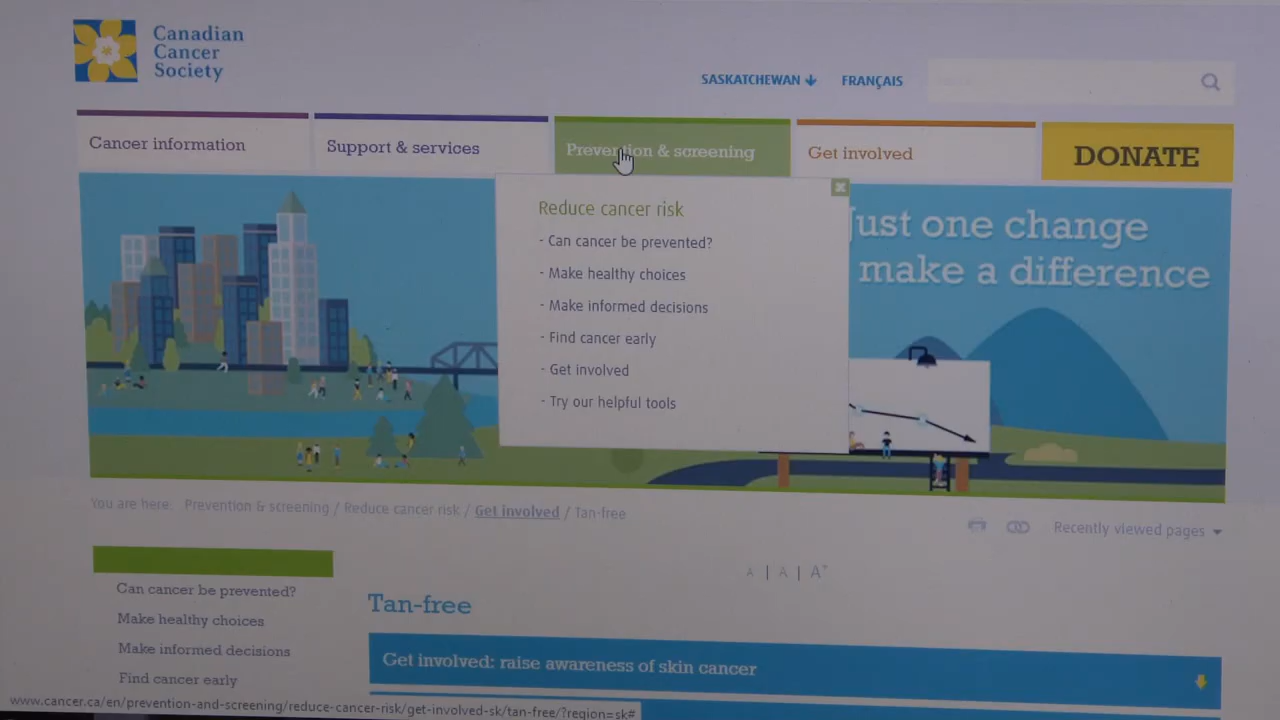 Canadian
Cancer
Society
SASKATCHEWAN
FRANÇAIS
Cancer information
Support & services
Prevention & screening
Get involved
DONATE
Reduce cancer risk
- Can cancer be prevented?
- Make healthy choices
- Make informed decisions
- Find cancer early
- Get involved
- Try our helpful tools
Just one change
make a difference
You are here: Prevention & screening / Reduce cancer risk / Get involved / Tan-free
Recently viewed pages
A | A | A+
Can cancer be prevented?
Make healthy choices
Make informed decisions
Find cancer early
Tan-free
Get involved: raise awareness of skin cancer
www.cancer.ca/en/prevention-and-screening/reduce-cancer-risk/get-involved-sk/tan-free/?region=sk#